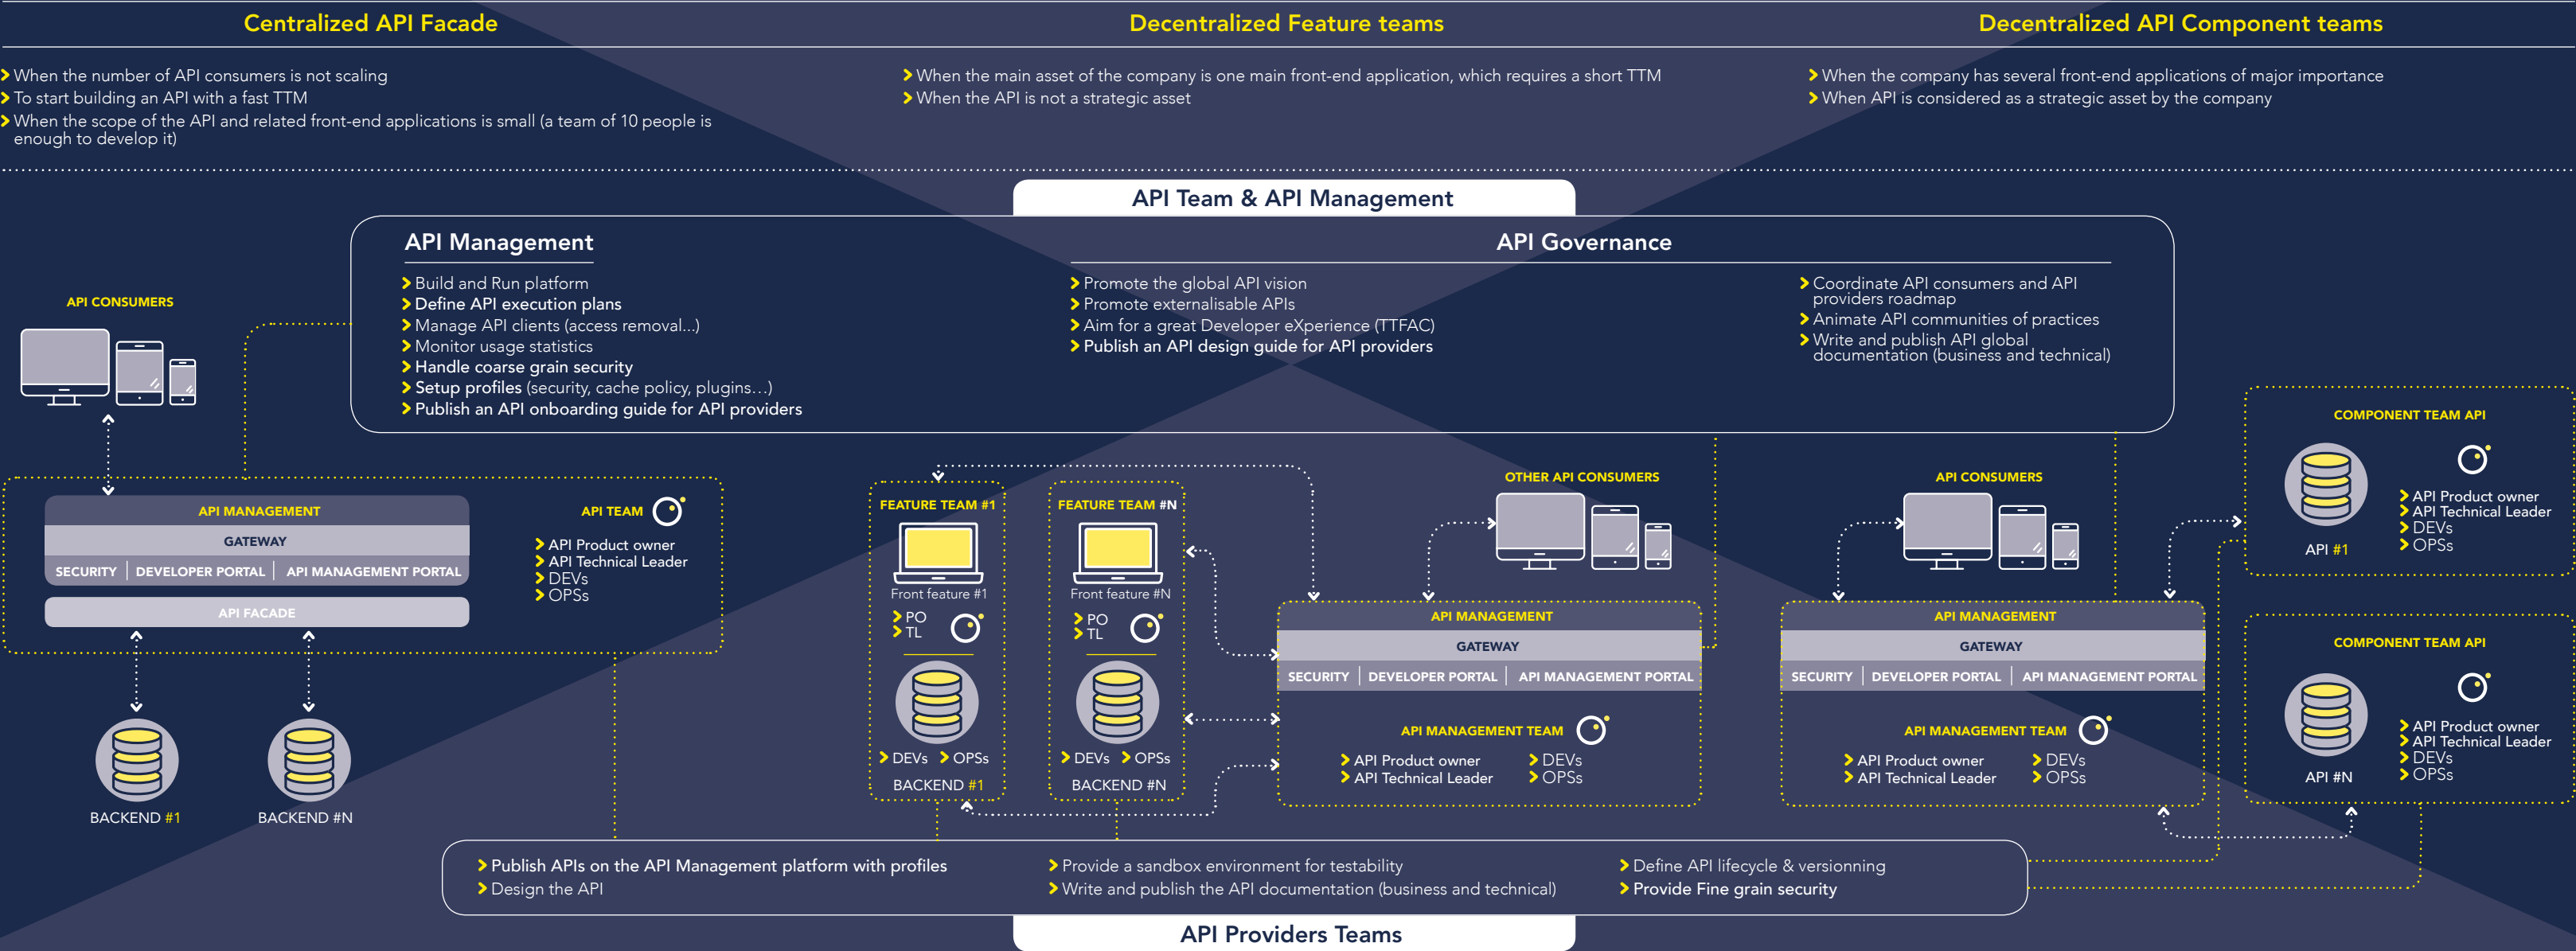 Centralized API Facade
When the number of API consumers is not scaling
To start building an API with a fast TTM
When the scope of the API and related front-end applications is small (a team of 10 people is
enough to develop it)
Decentralized Feature teams
When the main asset of the company is one main front-end application, which requires a short TTM
When the API is not a strategic asset
Decentralized API Component teams
When the company has several front-end applications of major importance
When API is considered as a strategic asset by the company
API Team & API Management
API Management
Build and Run platform
Define API execution plans
Manage API clients (access removal...)
Monitor usage statistics
Handle coarse grain security
Setup profiles (security, cache policy, plugins...)
Publish an API onboarding guide for API providers
API Governance
Promote the global API vision
Promote externalisable APIs
Aim for a great Developer eXperience (TTFAC)
Publish an API design guide for API providers
Coordinate API consumers and API
providers roadmap
Animate API communities of practices
Write and publish API global
documentation (business and technical)
API CONSUMERS
API MANAGEMENT
GATEWAY
SECURITY
DEVELOPER PORTAL
API MANAGEMENT PORTAL
API FACADE
API TEAM
API Product owner
API Technical Leader
DEVs
OPSs
BACKEND #1
BACKEND #N
FEATURE TEAM #1
Front feature #1
PO
TL
DEVs
OPSs
BACKEND #1
FEATURE TEAM #N
Front feature #N
PO
TL
DEVs
OPSs
BACKEND #N
OTHER API CONSUMERS
API MANAGEMENT
GATEWAY
SECURITY
DEVELOPER PORTAL
API MANAGEMENT PORTAL
API MANAGEMENT TEAM
API Product owner
API Technical Leader
DEVs
OPSs
API CONSUMERS
API MANAGEMENT
GATEWAY
SECURITY
DEVELOPER PORTAL
API MANAGEMENT PORTAL
API MANAGEMENT TEAM
API Product owner
API Technical Leader
DEVs
OPSs
COMPONENT TEAM API
API #1
API Product owner
API Technical Leader
DEVs
OPSs
COMPONENT TEAM API
API #N
API Product owner
API Technical Leader
DEVs
OPSs
Publish APIs on the API Management platform with profiles
Design the API
Provide a sandbox environment for testability
Write and publish the API documentation (business and technical)
Define API lifecycle & versionning
Provide Fine grain security
API Providers Teams